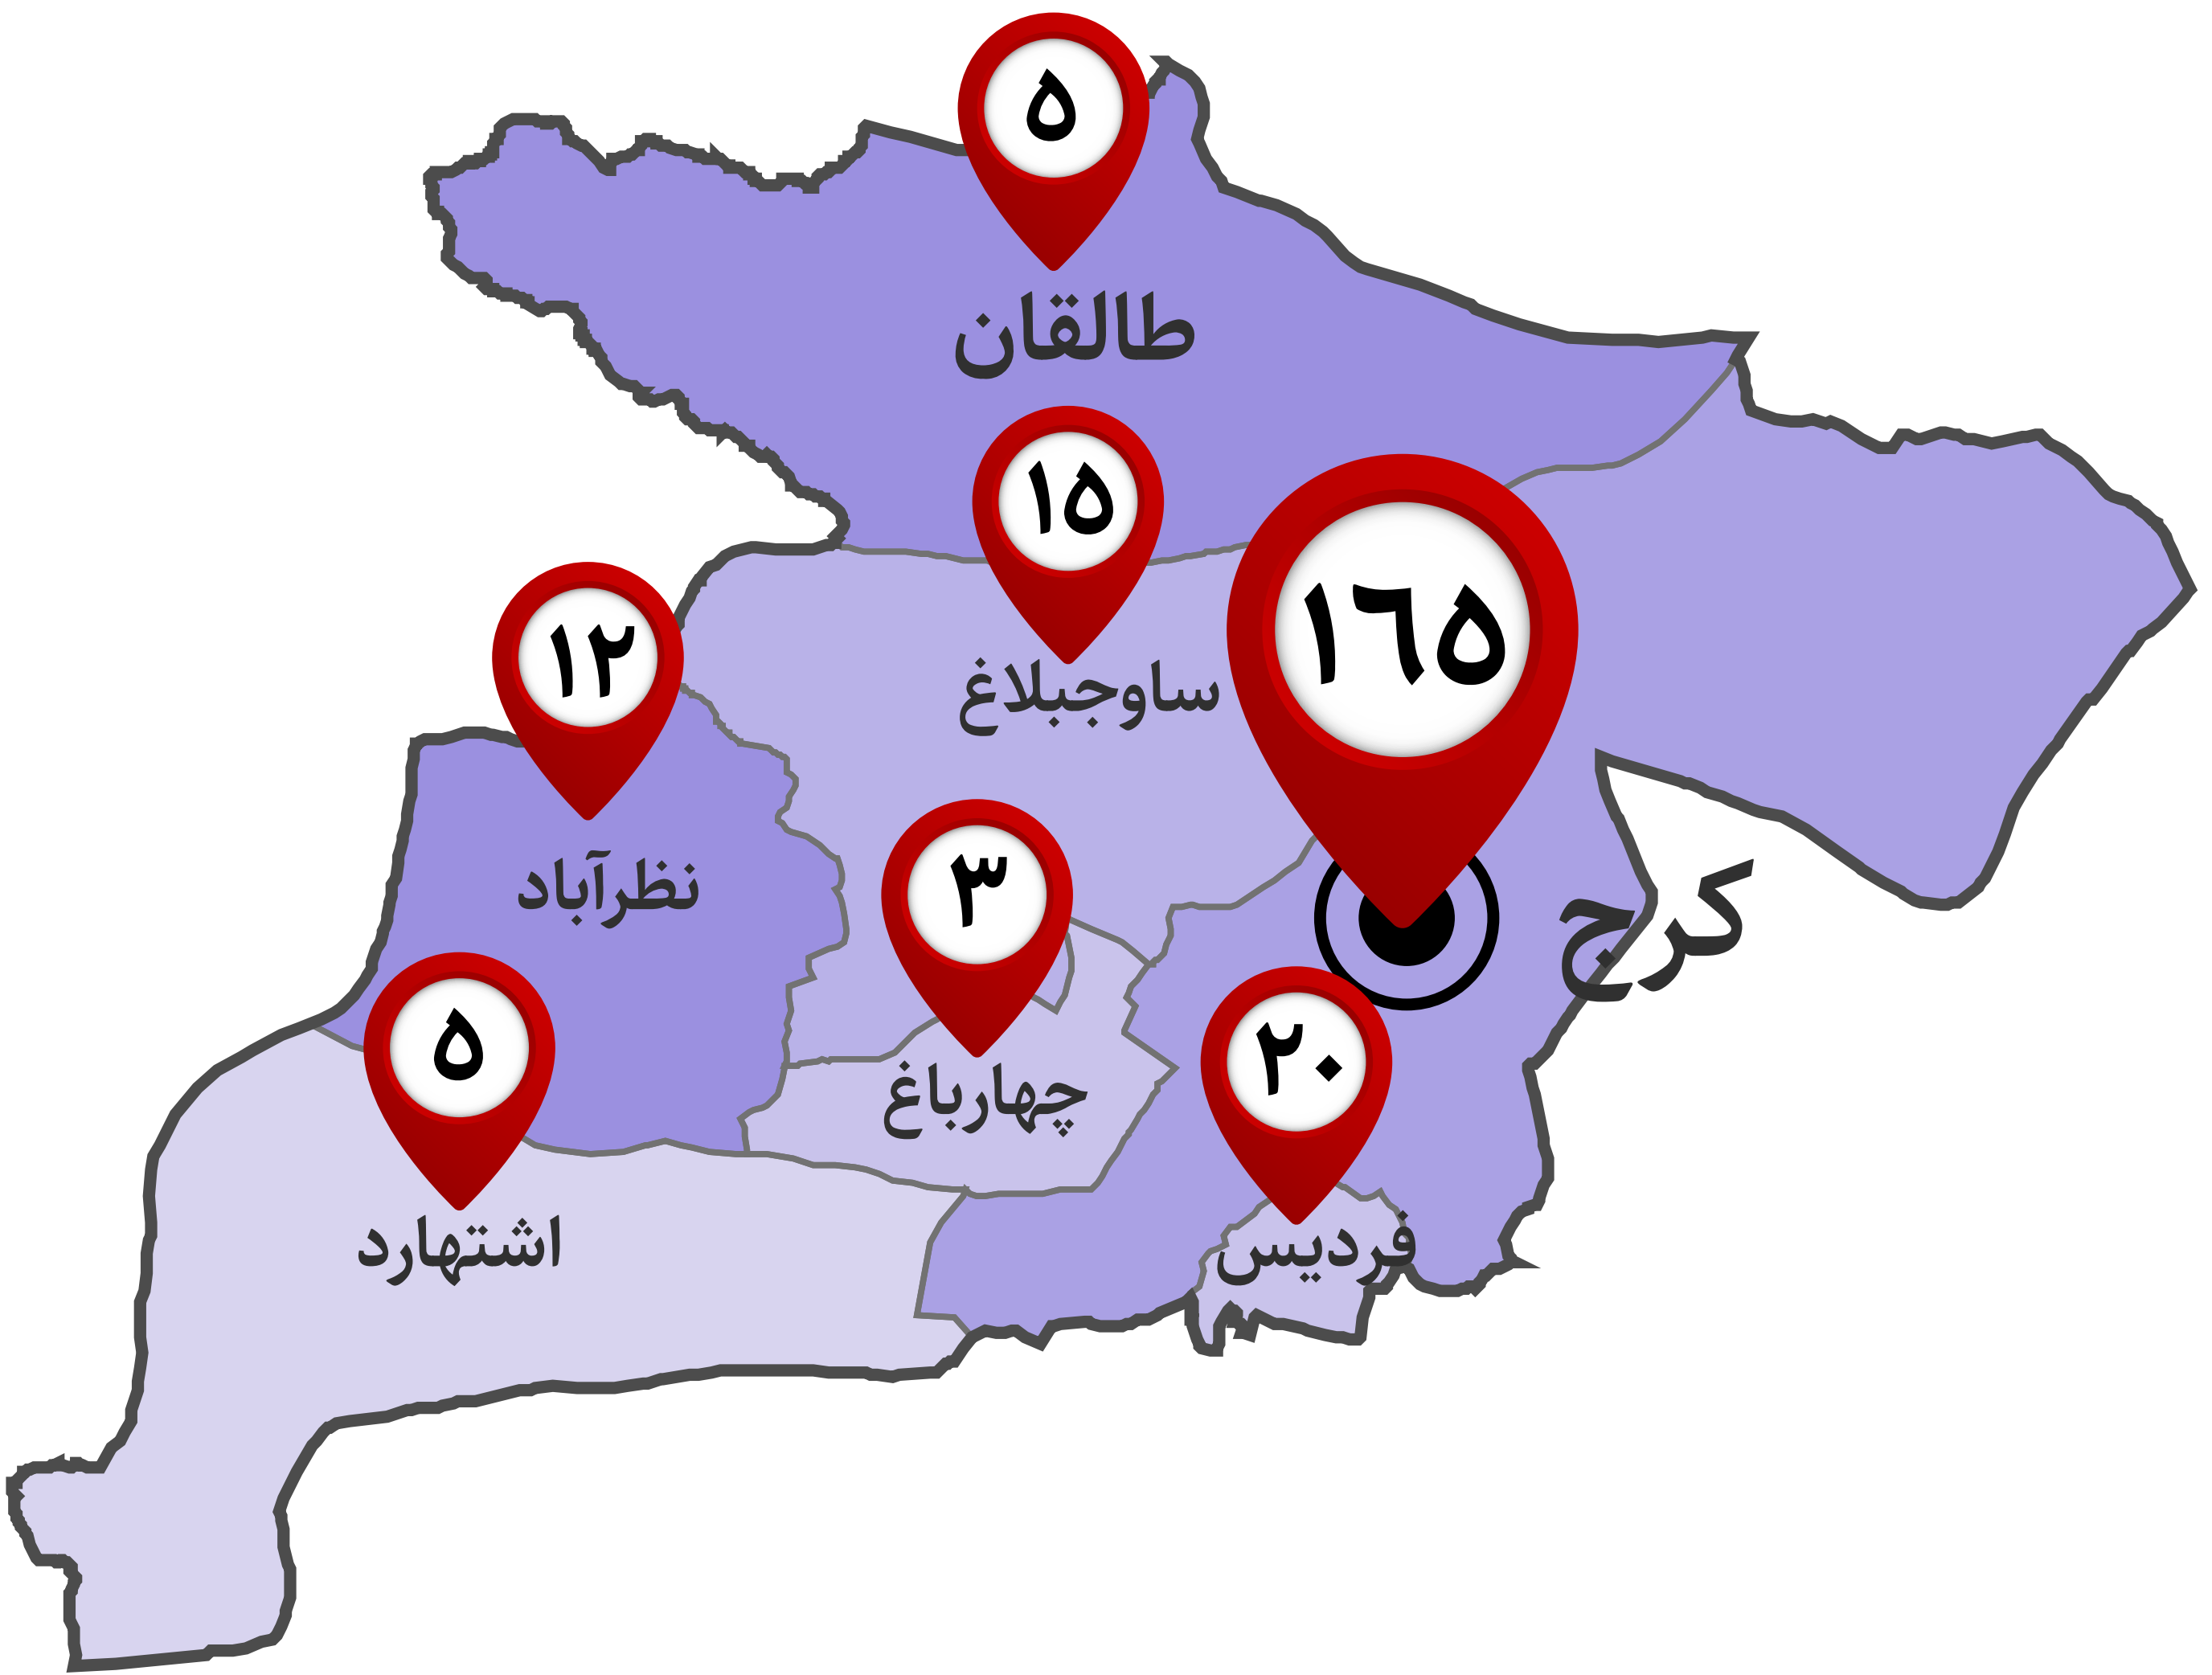 ۵
طالقان
۱۵
ساوجبلاغ
۱۶۵
کرج
۱۲
نظرآباد
۳
چهارباغ
۵
اشتهارد
۲۰
فردیس